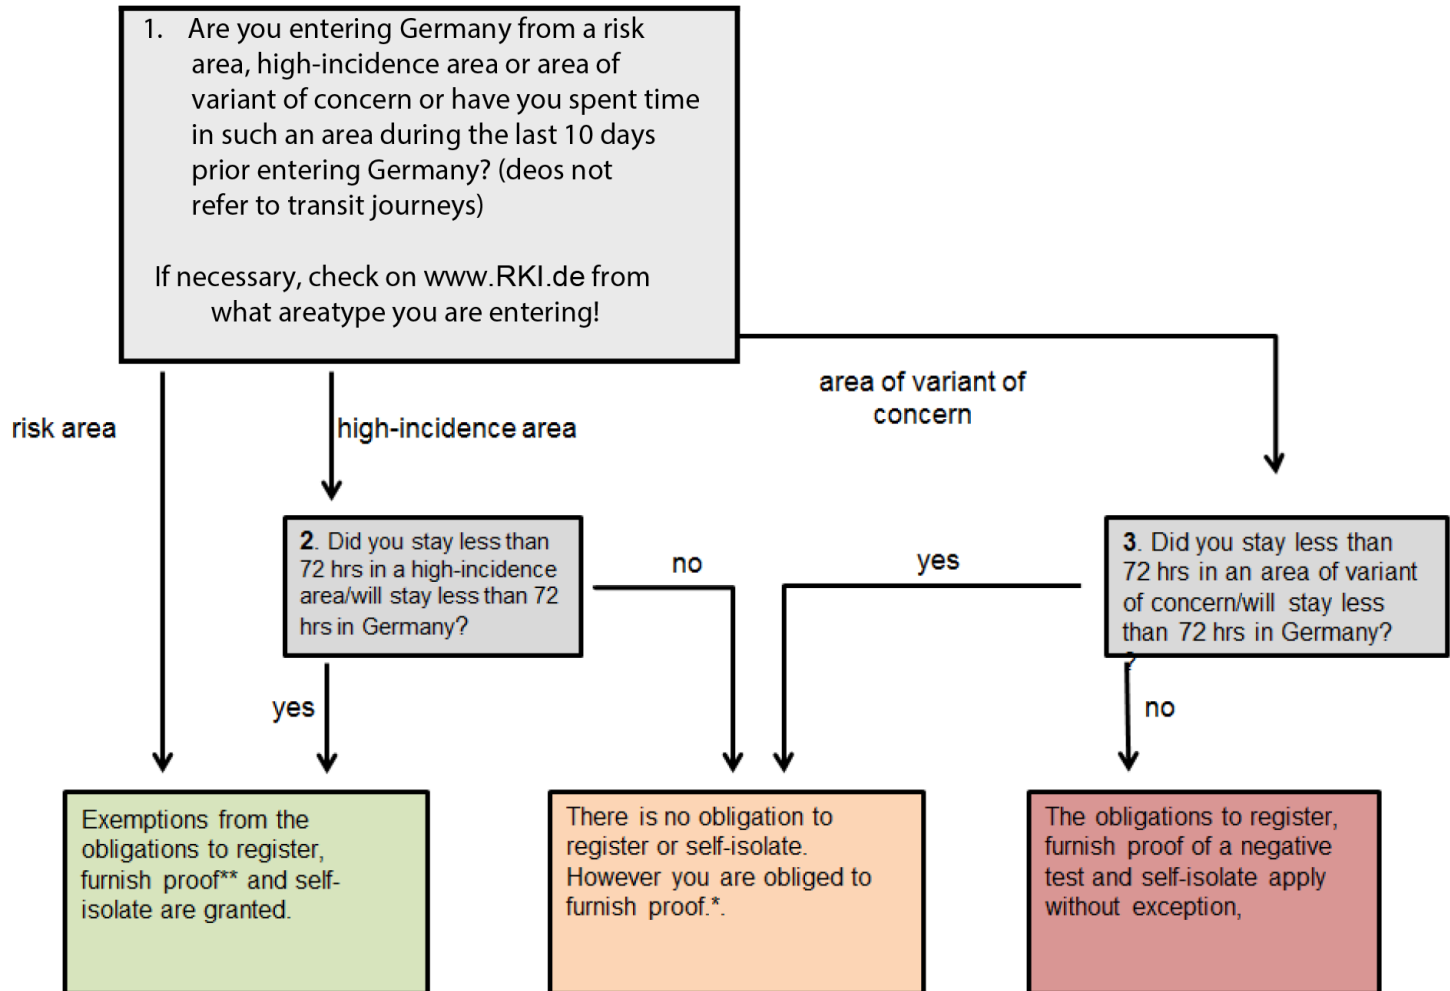 1. Are you entering Germany from a risk
area, high-incidence area or area of
variant of concern or have you spent time
in such an area during the last 10 days
prior entering Germany? (deos not
refer to transit journeys)
If necessary, check on www.RKI.de from
what areatype you are entering!
risk area
high-incidence area
area of variant of
concern
2. Did you stay less than
72 hrs in a high-incidence
area/will stay less than 72
hrs in Germany?
no
yes
3. Did you stay less than
72 hrs in an area of variant
of concern/will stay less
than 72 hrs in Germany?
?
yes
no
Exemptions from the
obligations to register,
furnish proof** and self-
isolate are granted.
There is no obligation to
register or self-isolate.
However you are obliged to
furnish proof.*.
The obligations to register,
furnish proof of a negative
test and self-isolate apply
without exception,